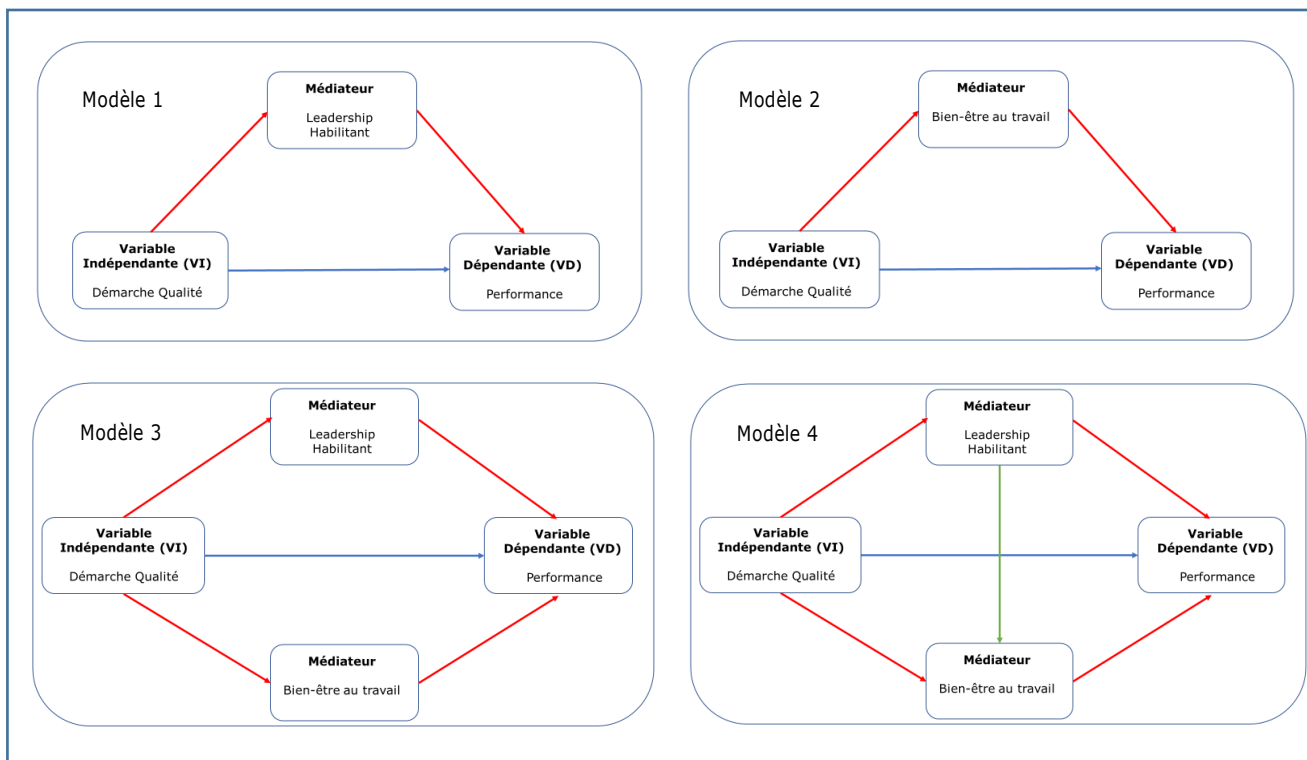 Modèle 1
Médiateur
Leadership
Habilitant
Variable
Indépendante (VI)
Démarche Qualité
Variable
Dépendante (VD)
Performance
Modèle 2
Médiateur
Bien-être au travail
Variable
Indépendante (VI)
Démarche Qualité
Variable
Dépendante (VD)
Performance
Modèle 3
Médiateur
Leadership
Habilitant
Variable
Indépendante (VI)
Démarche Qualité
Variable
Dépendante (VD)
Performance
Médiateur
Bien-être au travail
Modèle 4
Médiateur
Leadership
Habilitant
Variable
Indépendante (VI)
Démarche Qualité
Variable
Dépendante (VD)
Performance
Médiateur
Bien-être au travail